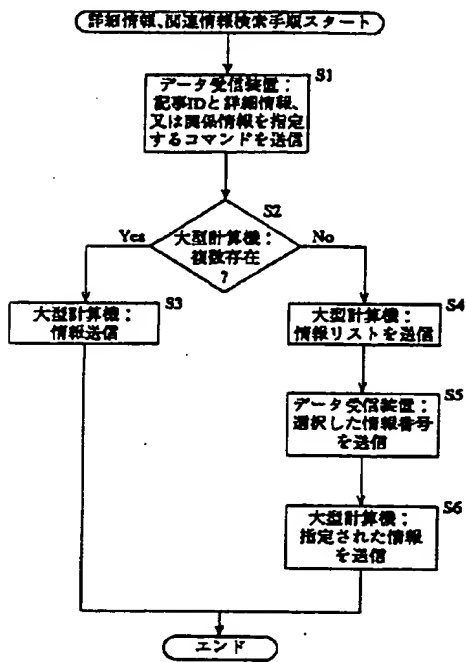 詳細情報、関連情報検索手順スタート
S1
データ受信装置：
記事IDと詳細情報、
又は関係情報を指定
するコマンドを送信
S2
Yes
大型計算機：
複数存在
？
No
S3
大型計算機：
情報送信
S4
大型計算機：
情報リストを送信
S5
データ受信装置：
選択した情報番号
を送信
S6
大型計算機：
指定された情報
を送信
エンド